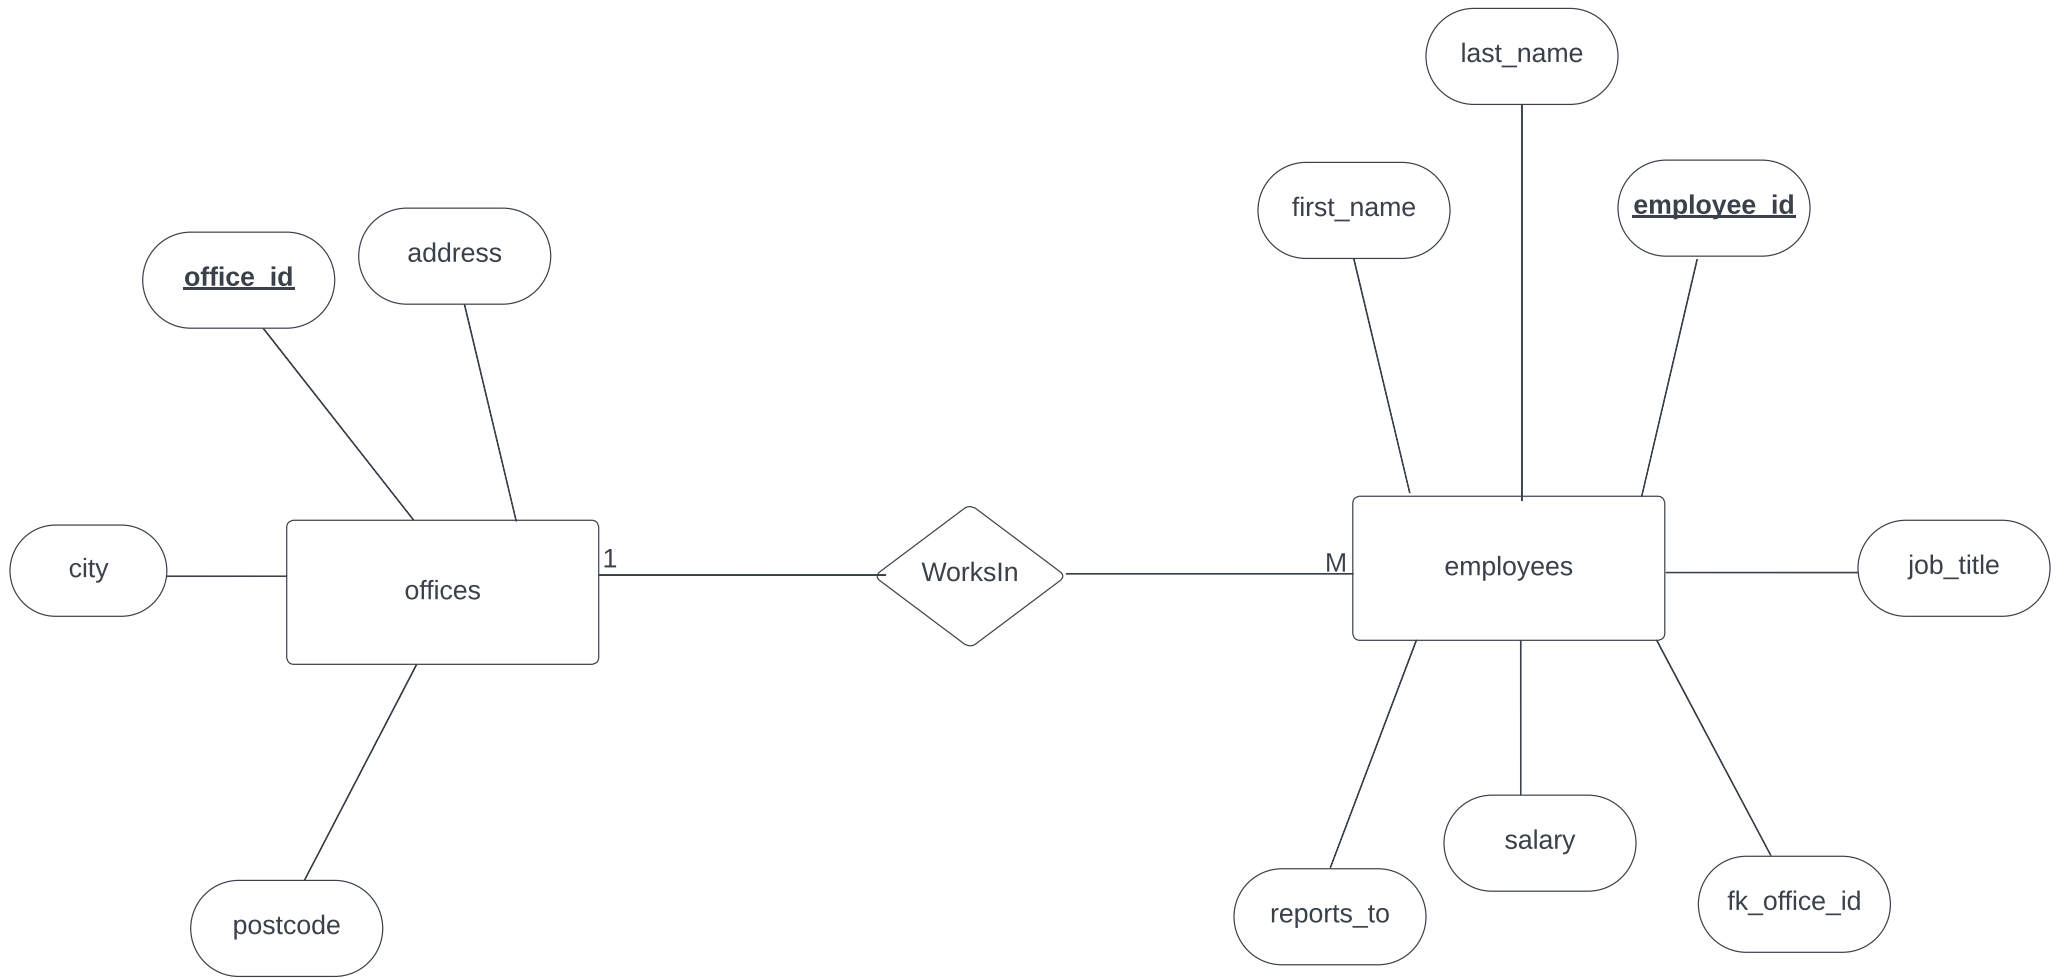 last_name
first_name
employee_id
office_id
address
city
offices
1
WorksIn
M
employees
job_title
postcode
reports_to
salary
fk_office_id